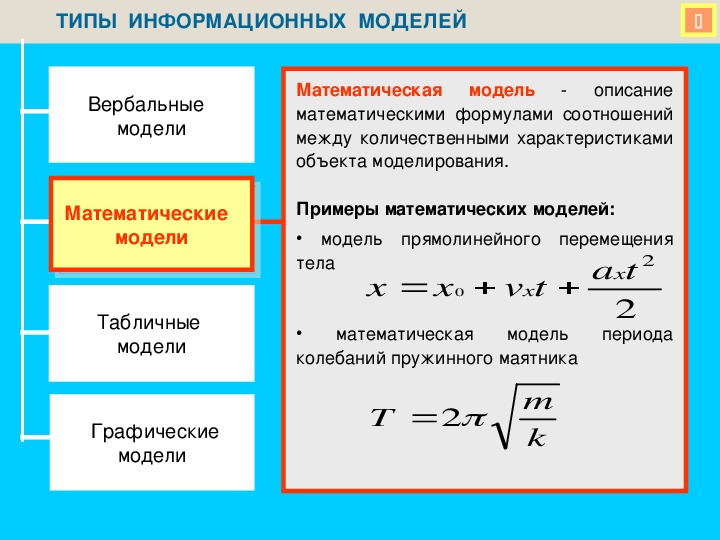 ТИПЫ ИНФОРМАЦИОННЫХ МОДЕЛЕЙ
Вербальные
модели
Математические
модели
Табличные
модели
Графические
модели
Математическая модель - описание
математическими формулами соотношений
между количественными характеристиками
объекта моделирования.
Примеры математических моделей:
• модель прямолинейного перемещения
тела
x = x₀ + vₓt + aₓt²/2
• математическая модель периода
колебаний пружинного маятника
T = 2π√(m/k)